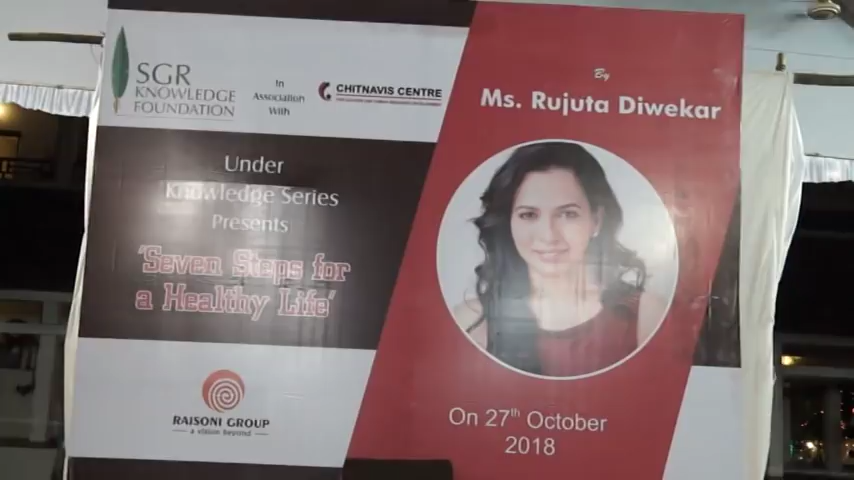 SGR
KNOWLEDGE
FOUNDATION
In
Association
With
CHITNAVIS CENTRE
Under
Knowledge Series
Presents
'Seven Steps for
a Healthy Life'
RAISONI GROUP
— a vision beyond —
By
Ms. Rujuta Diwekar
On 27th October
2018